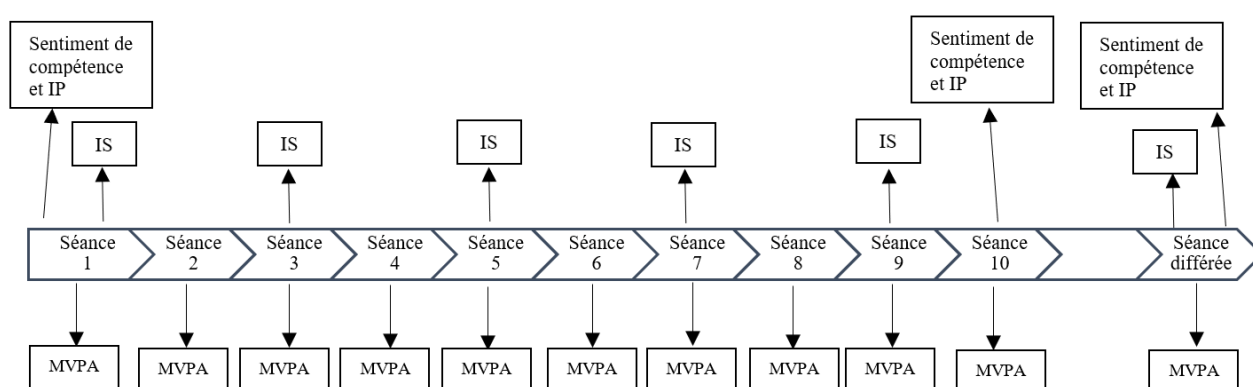 Sentiment de
compétence
et IP
Sentiment de
compétence
et IP
Sentiment de
compétence
et IP
IS
IS
IS
IS
IS
IS
Séance
1
Séance
2
Séance
3
Séance
4
Séance
5
Séance
6
Séance
7
Séance
8
Séance
9
Séance
10
Séance
différée
MVPA
MVPA
MVPA
MVPA
MVPA
MVPA
MVPA
MVPA
MVPA
MVPA
MVPA